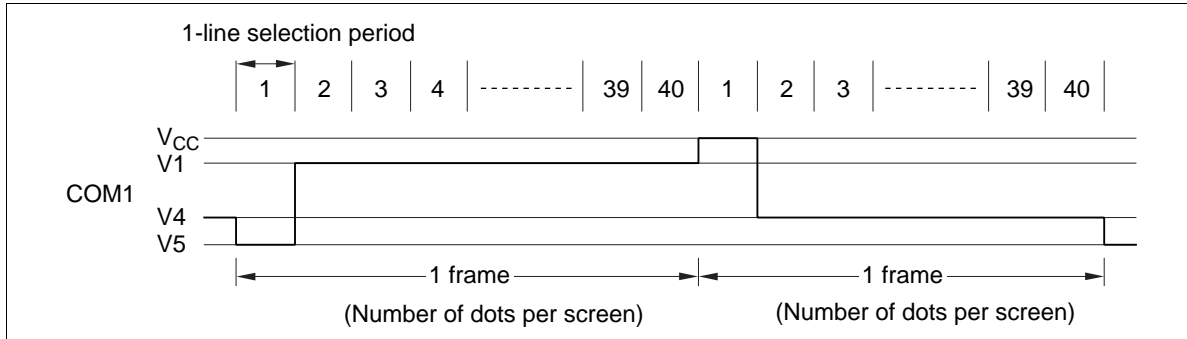 1-line selection period
1 2 3 4 39 40 1 2 3 39 40
VCC
V1
COM1
V4
V5
1 frame 1 frame
(Number of dots per screen) (Number of dots per screen)